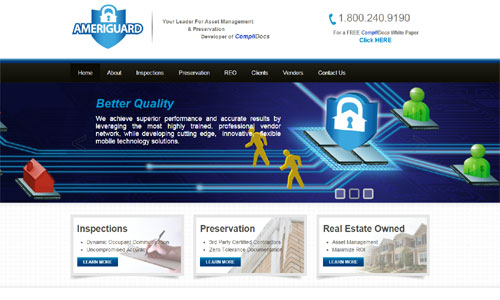 AMERIGUARD
Your Leader For Asset Management
& Preservation
Developer of CompliDocs
1.800.240.9190
For a FREE CompliDocs White Paper
Click HERE
Home About Inspections Preservation REO Clients Vendors Contact Us
Better Quality
We achieve superior performance and accurate results by
leveraging the most highly trained, professional vendor
network, while developing cutting edge, innovative, flexible
mobile technology solutions.
Inspections
Dynamic Occupant Communication
Uncompromised Accuracy
LEARN MORE
Preservation
3rd Party Certified Contractors
Zero Tolerance Documentation
LEARN MORE
Real Estate Owned
Asset Management
Maximize ROI
LEARN MORE